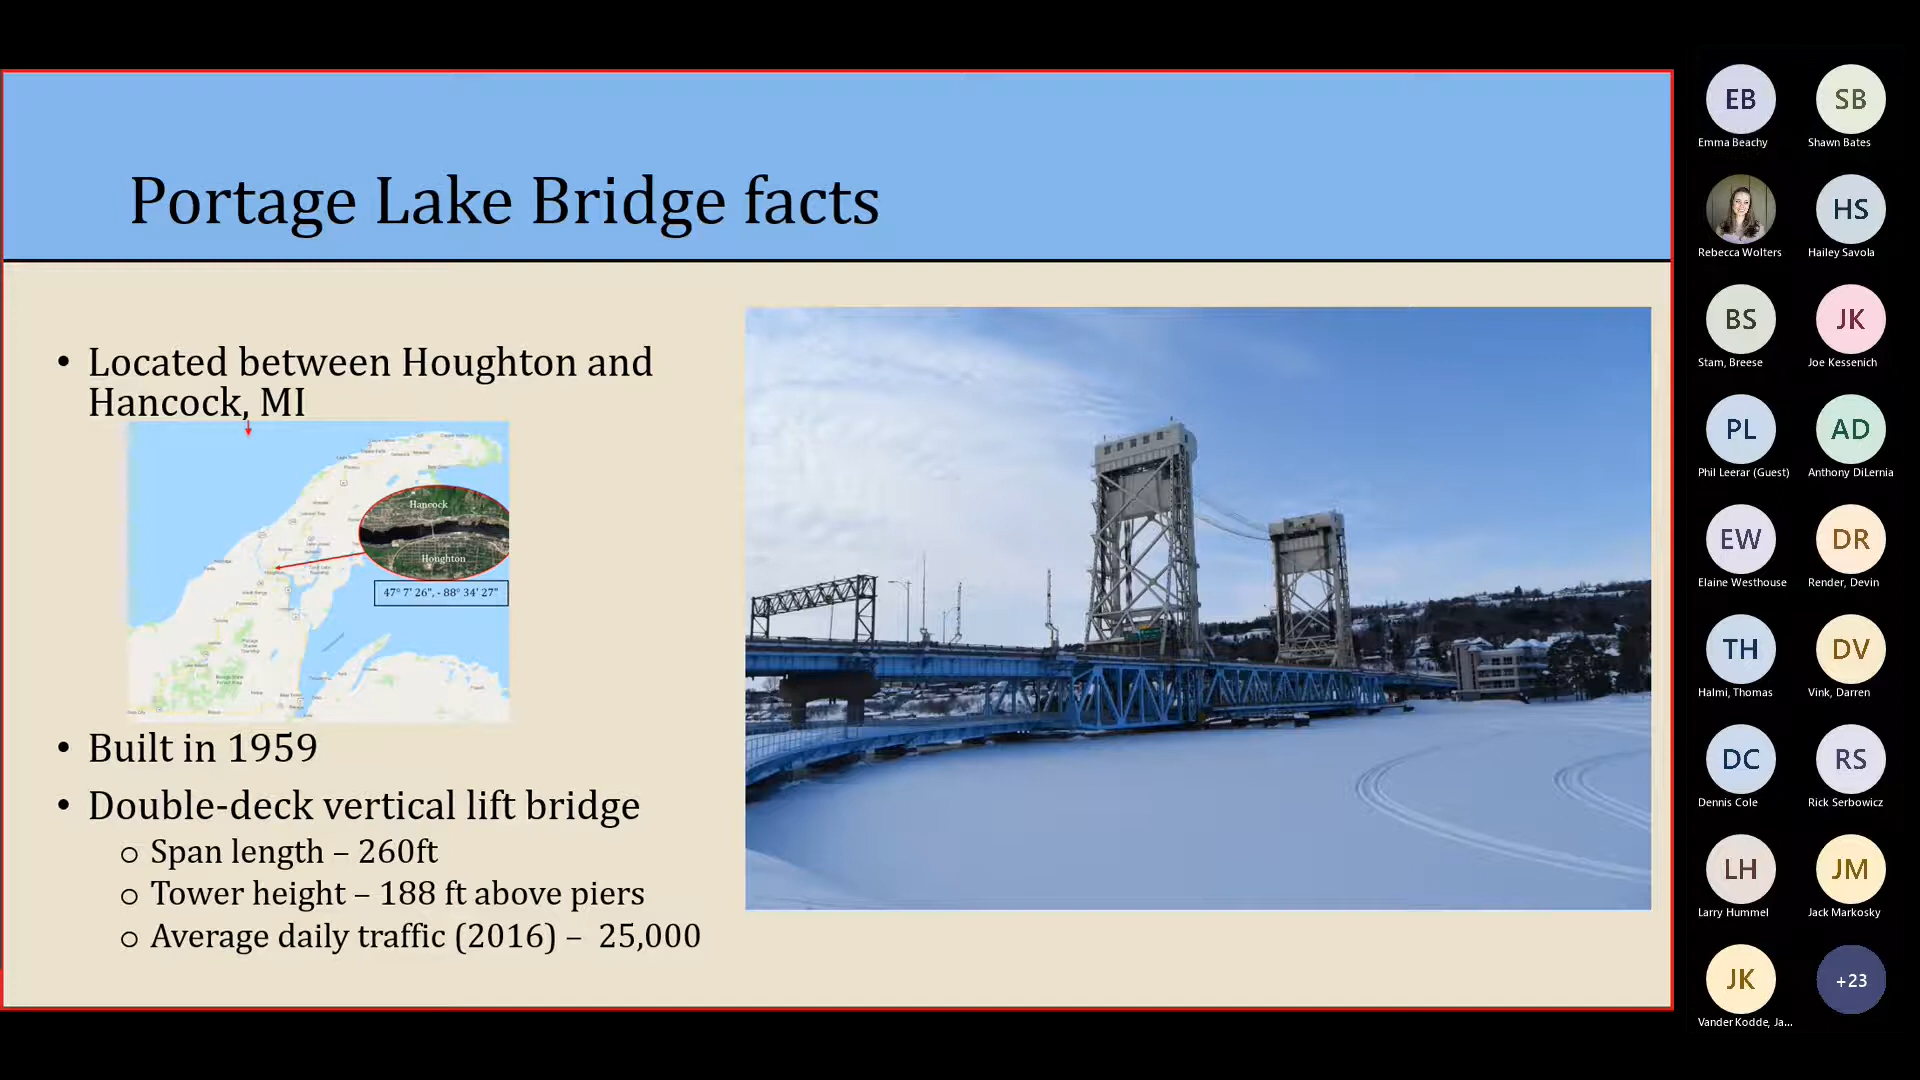 Portage Lake Bridge facts
• Located between Houghton and
Hancock, MI
Hancock
Houghton
47° 7' 26", - 88° 34' 27"
• Built in 1959
• Double-deck vertical lift bridge
o Span length – 260ft
o Tower height – 188 ft above piers
o Average daily traffic (2016) – 25,000
EB
Emma Beachy
SB
Shawn Bates
Rebecca Wolters
HS
Hailey Savola
BS
Stam, Breese
JK
Joe Kessenich
PL
Phil Leerar (Guest)
AD
Anthony DiLernia
EW
Elaine Westhouse
DR
Render, Devin
TH
Halmi, Thomas
DV
Vink, Darren
DC
Dennis Cole
RS
Rick Serbowicz
LH
Larry Hummel
JM
Jack Markosky
JK
Vander Kodde, Ja...
+23